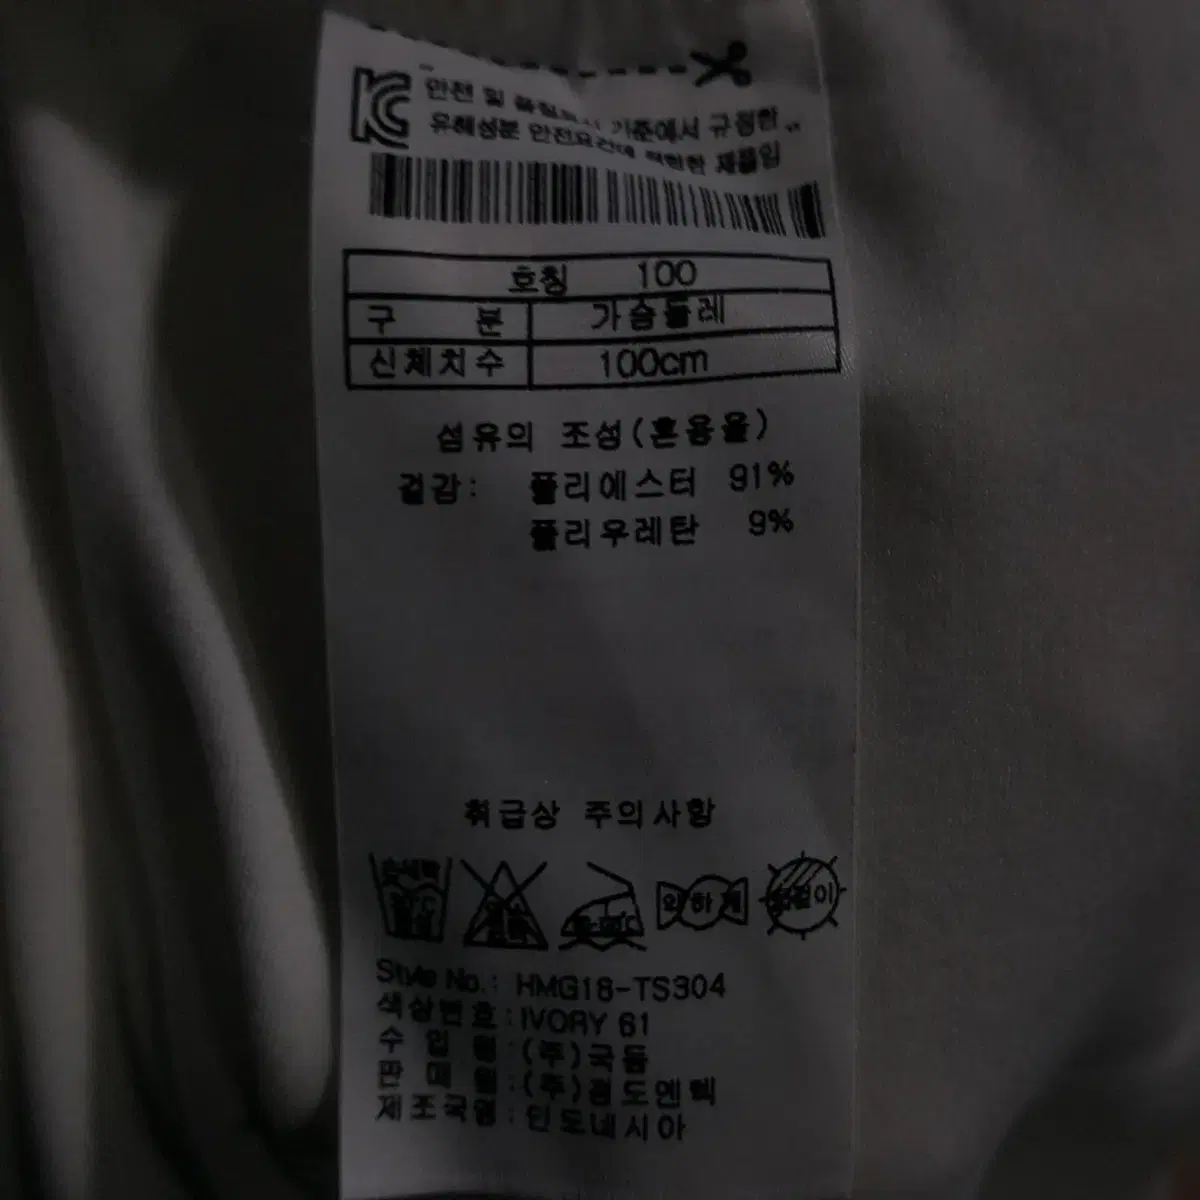 KC 안전 및 품질표시 기준에서 규정한
유해성분 안전요건에 적합한 제품임
호칭 100
구 분 가슴둘레
신체치수 100cm
섬유의 조성(혼용율)
겉감: 폴리에스터 91%
폴리우레탄 9%
취급상 주의사항
약하게
Style No.: HMG18-TS304
색상번호:IVORY 61
수 입 원:(주)국동
판 매 원:(주)
제조국명:인도네시아